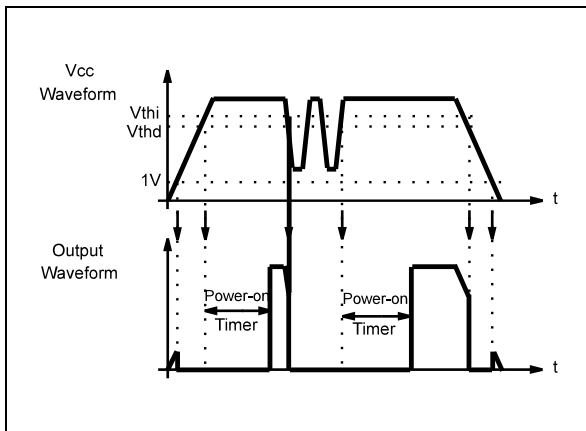 Vcc
Waveform
Vthi
Vthd
1V
t
Output
Waveform
Power-on
Timer
Power-on
Timer
t